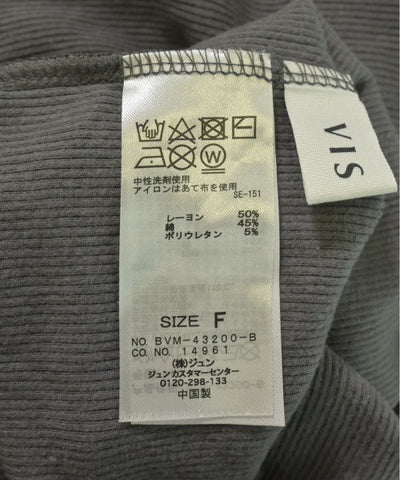 中性洗剤使用
アイロンはあて布を使用
SE-151
レーヨン 50%
綿 45%
ポリウレタン 5%
SIZE F
NO. BVM-43200-B
CO. NO. 14961
(株)ジュン
ジュンカスタマーセンター
0120-298-133
中国製
VIS
W